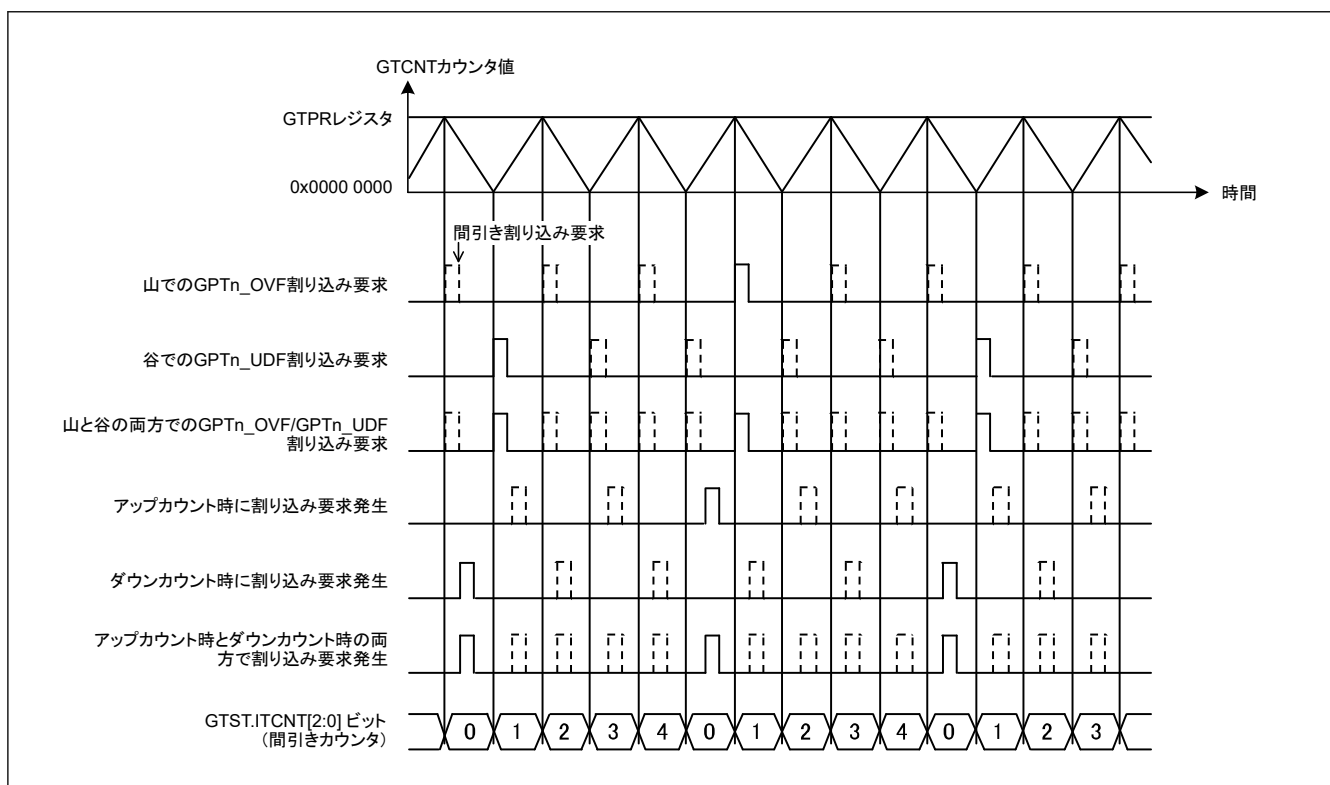 GTCNTカウンタ値
GTPRレジスタ
0x0000 0000
時間
間引き割り込み要求
山でのGPTn_OVF割り込み要求
谷でのGPTn_UDF割り込み要求
山と谷の両方でのGPTn_OVF/GPTn_UDF
割り込み要求
アップカウント時に割り込み要求発生
ダウンカウント時に割り込み要求発生
アップカウント時とダウンカウント時の両
方で割り込み要求発生
GTST.ITCNT[2:0] ビット
（間引きカウンタ）
0 1 2 3 4 0 1 2 3 4 0 1 2 3